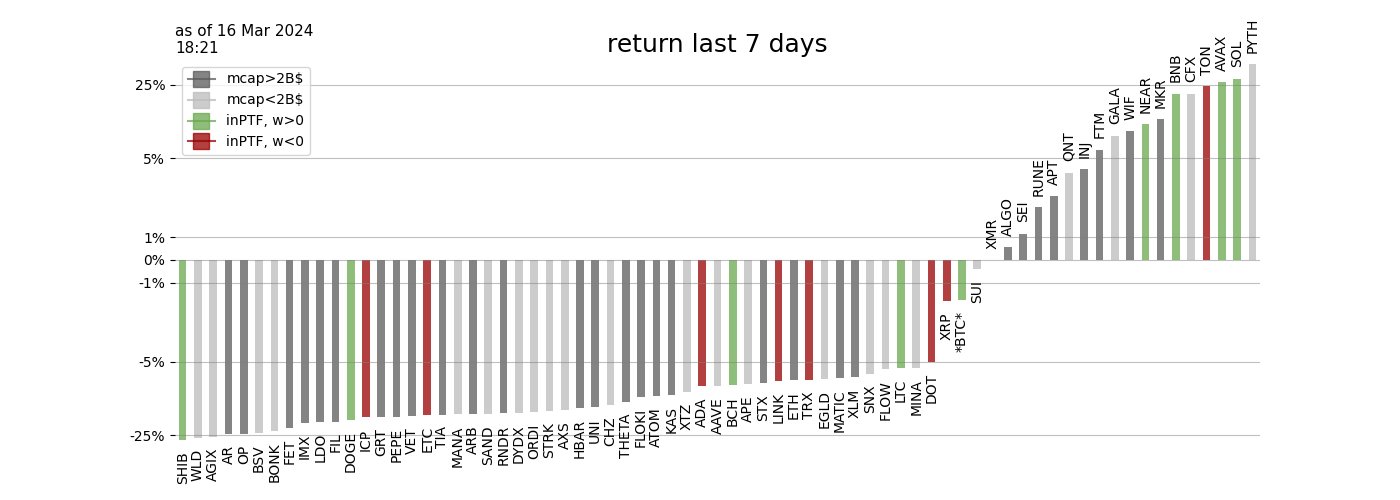 as of 16 Mar 2024
18:21
return last 7 days
mcap>2B$
mcap<2B$
inPTF, w>0
inPTF, w<0
25%
5%
1%
0%
-1%
-5%
-25%
SHIB
WLD
AGIX
AR
OP
BSV
BONK
FET
IMX
LDO
FIL
DOGE
ICP
GRT
PEPE
VET
ETC
TIA
MANA
ARB
SAND
RNDR
DYDX
ORDI
STRK
AXS
HBAR
UNI
CHZ
THETA
FLOKI
ATOM
KAS
XTZ
ADA
AAVE
BCH
APE
STX
LINK
ETH
TRX
EGLD
MATIC
XLM
SNX
FLOW
LTC
MINA
DOT
XRP
*BTC*
SUI
XMR
ALGO
SEI
RUNE
APT
QNT
INJ
FTM
GALA
WIF
NEAR
MKR
BNB
CFX
TON
AVAX
SOL
PYTH